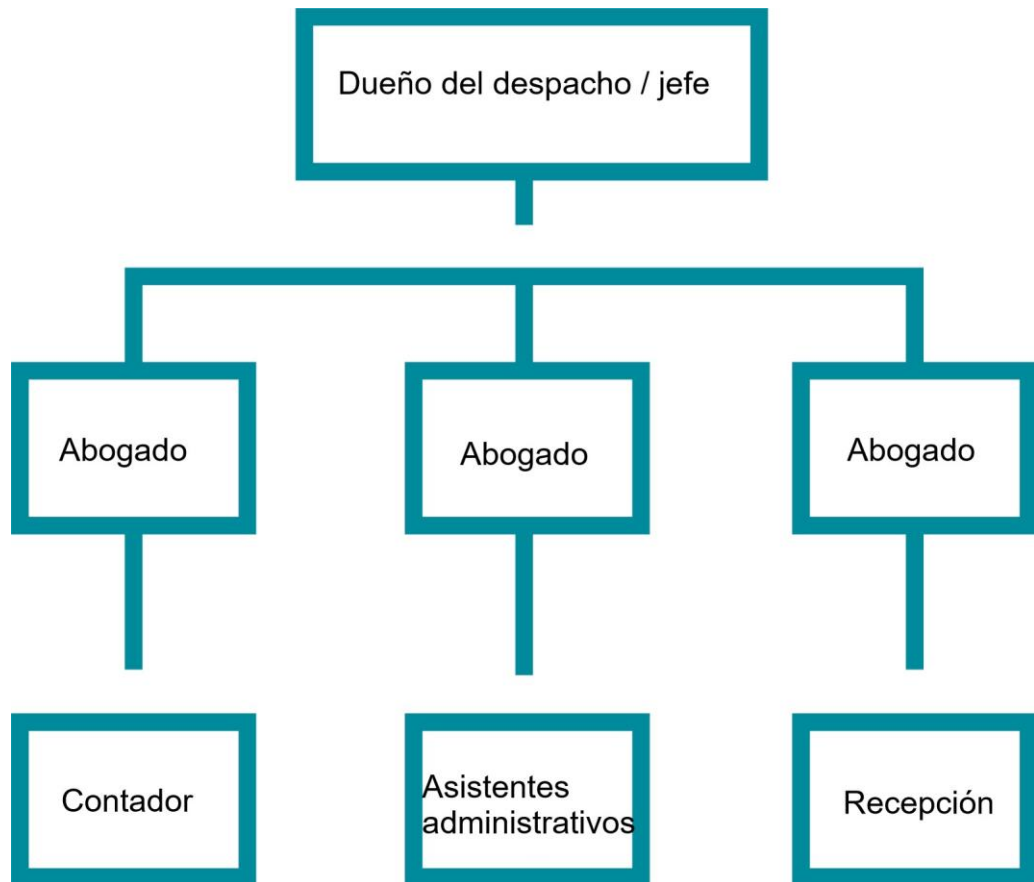 Dueño del despacho / jefe
Abogado
Abogado
Abogado
Contador
Asistentes
administrativos
Recepción